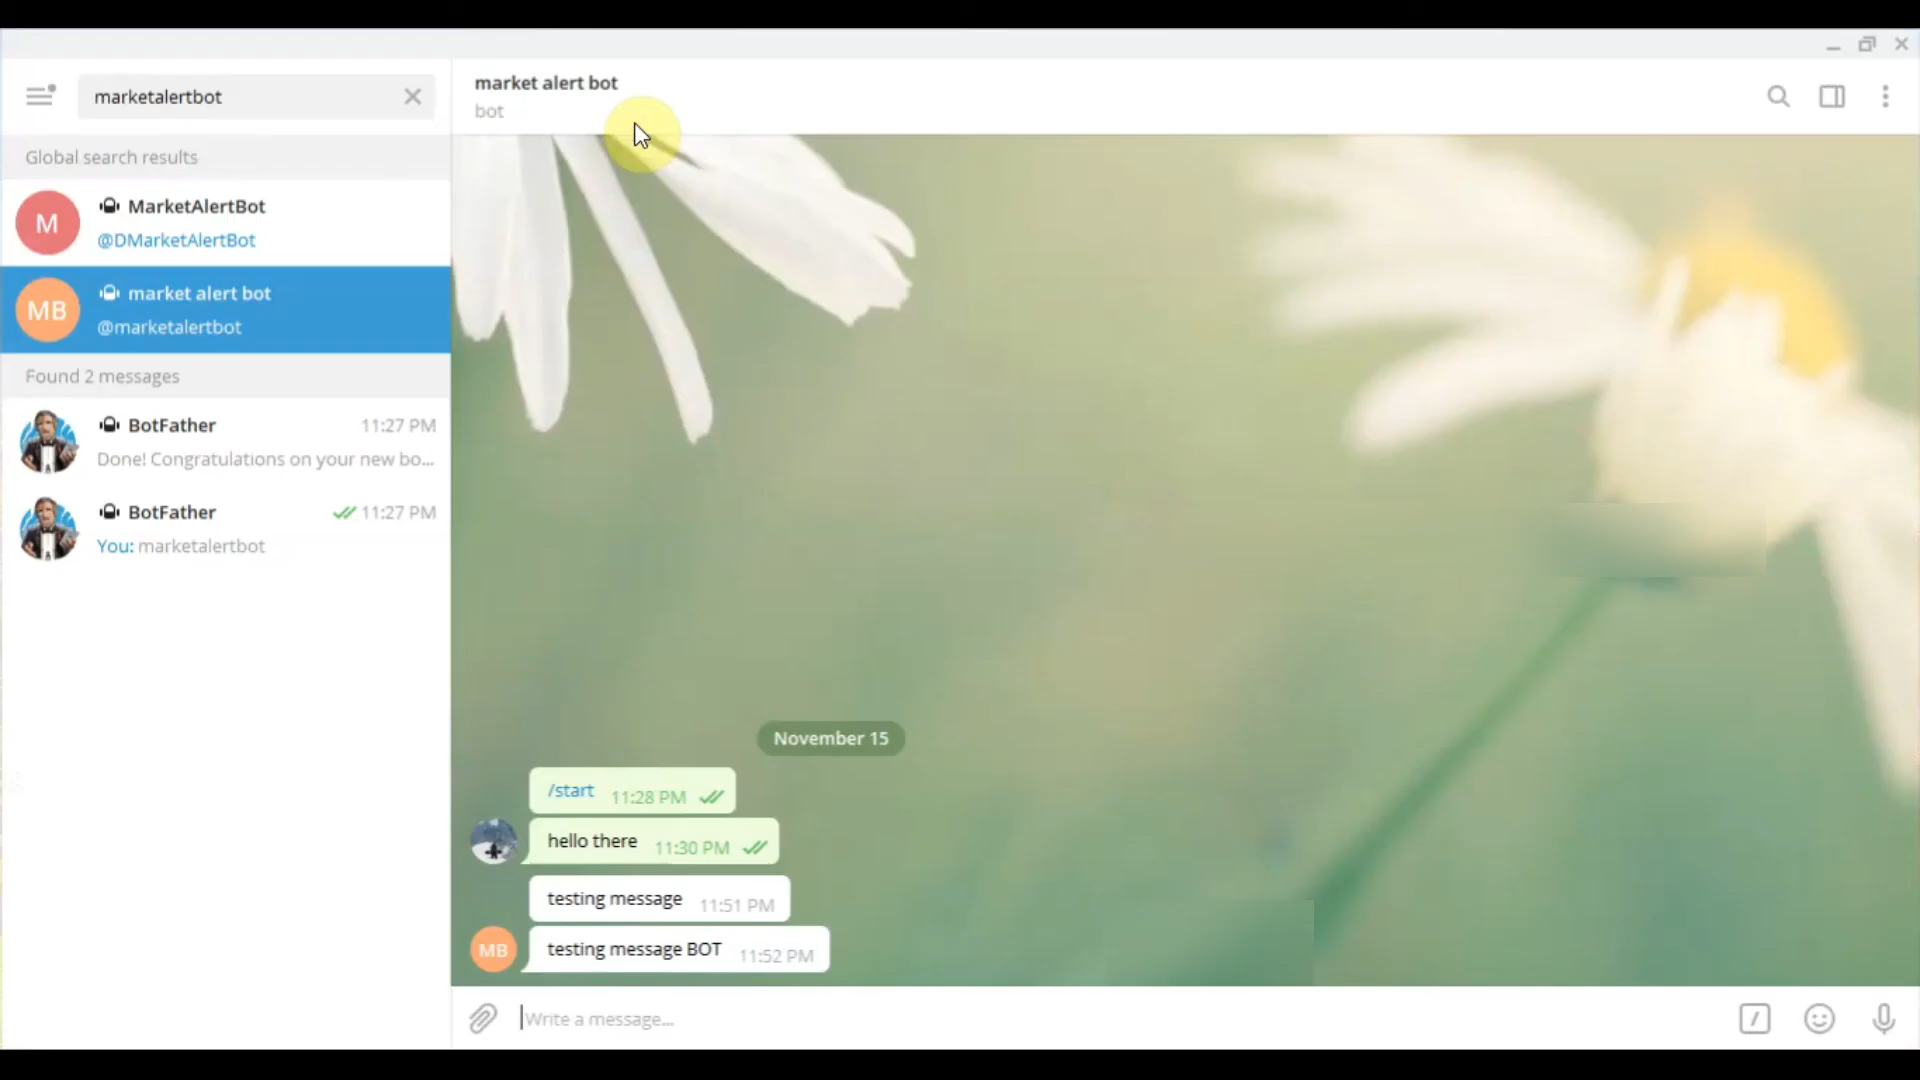 marketalertbot
Global search results
M
MarketAlertBot
@DMarketAlertBot
MB
market alert bot
@marketalertbot
Found 2 messages
BotFather 11:27 PM
Done! Congratulations on your new bo...
BotFather 11:27 PM
You: marketalertbot
market alert bot
bot
November 15
/start 11:28 PM
hello there 11:30 PM
testing message 11:51 PM
MB testing message BOT 11:52 PM
Write a message...